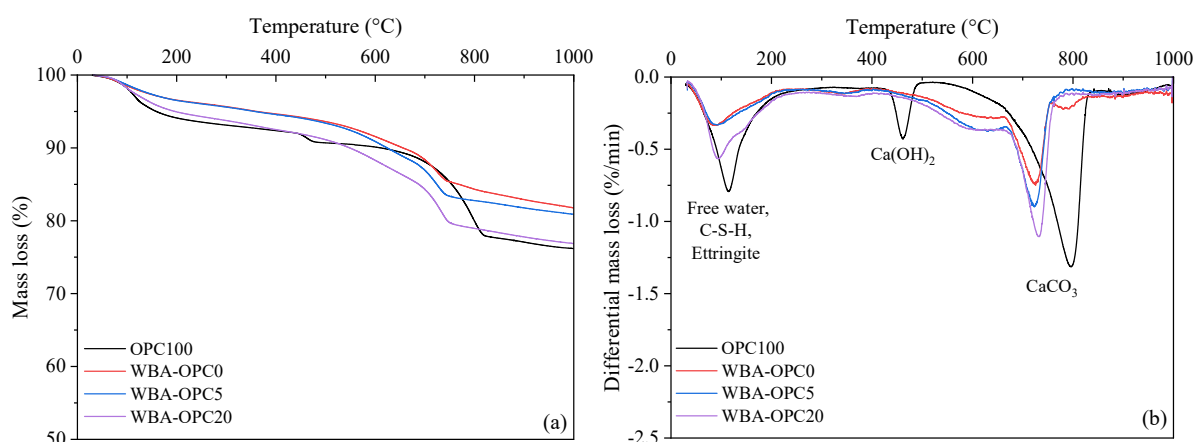 Temperature (°C)
0 200 400 600 800 1000
100
90
80
70
60
50
Mass loss (%)
OPC100
WBA-OPC0
WBA-OPC5
WBA-OPC20
(a)
Temperature (°C)
0 200 400 600 800 1000
0.0
-0.5
-1.0
-1.5
-2.0
-2.5
Differential mass loss (%/min)
Ca(OH)2
Free water,
C-S-H,
Ettringite
CaCO3
OPC100
WBA-OPC0
WBA-OPC5
WBA-OPC20
(b)